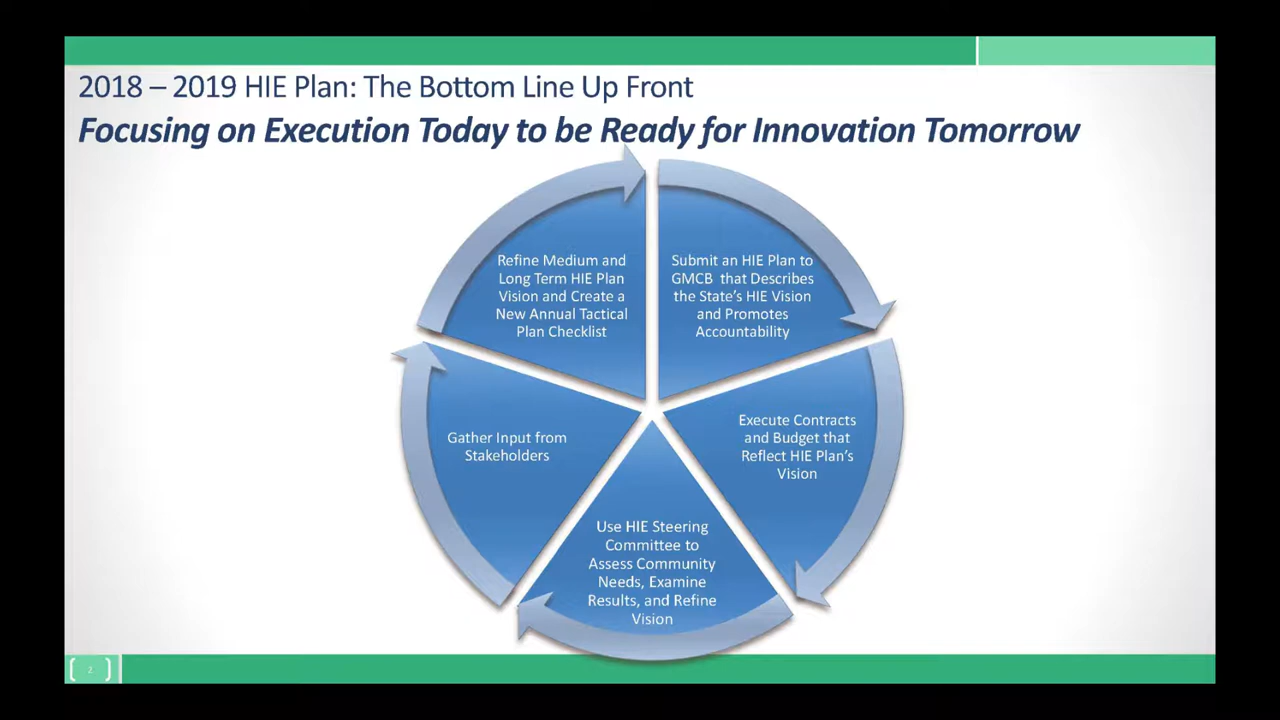 2018 – 2019 HIE Plan: The Bottom Line Up Front
Focusing on Execution Today to be Ready for Innovation Tomorrow
Submit an HIE Plan to
GMCB that Describes
the State's HIE Vision
and Promotes
Accountability
Execute Contracts
and Budget that
Reflect HIE Plan's
Vision
Use HIE Steering
Committee to
Assess Community
Needs, Examine
Results, and Refine
Vision
Gather Input from
Stakeholders
Refine Medium and
Long Term HIE Plan
Vision and Create a
New Annual Tactical
Plan Checklist
2